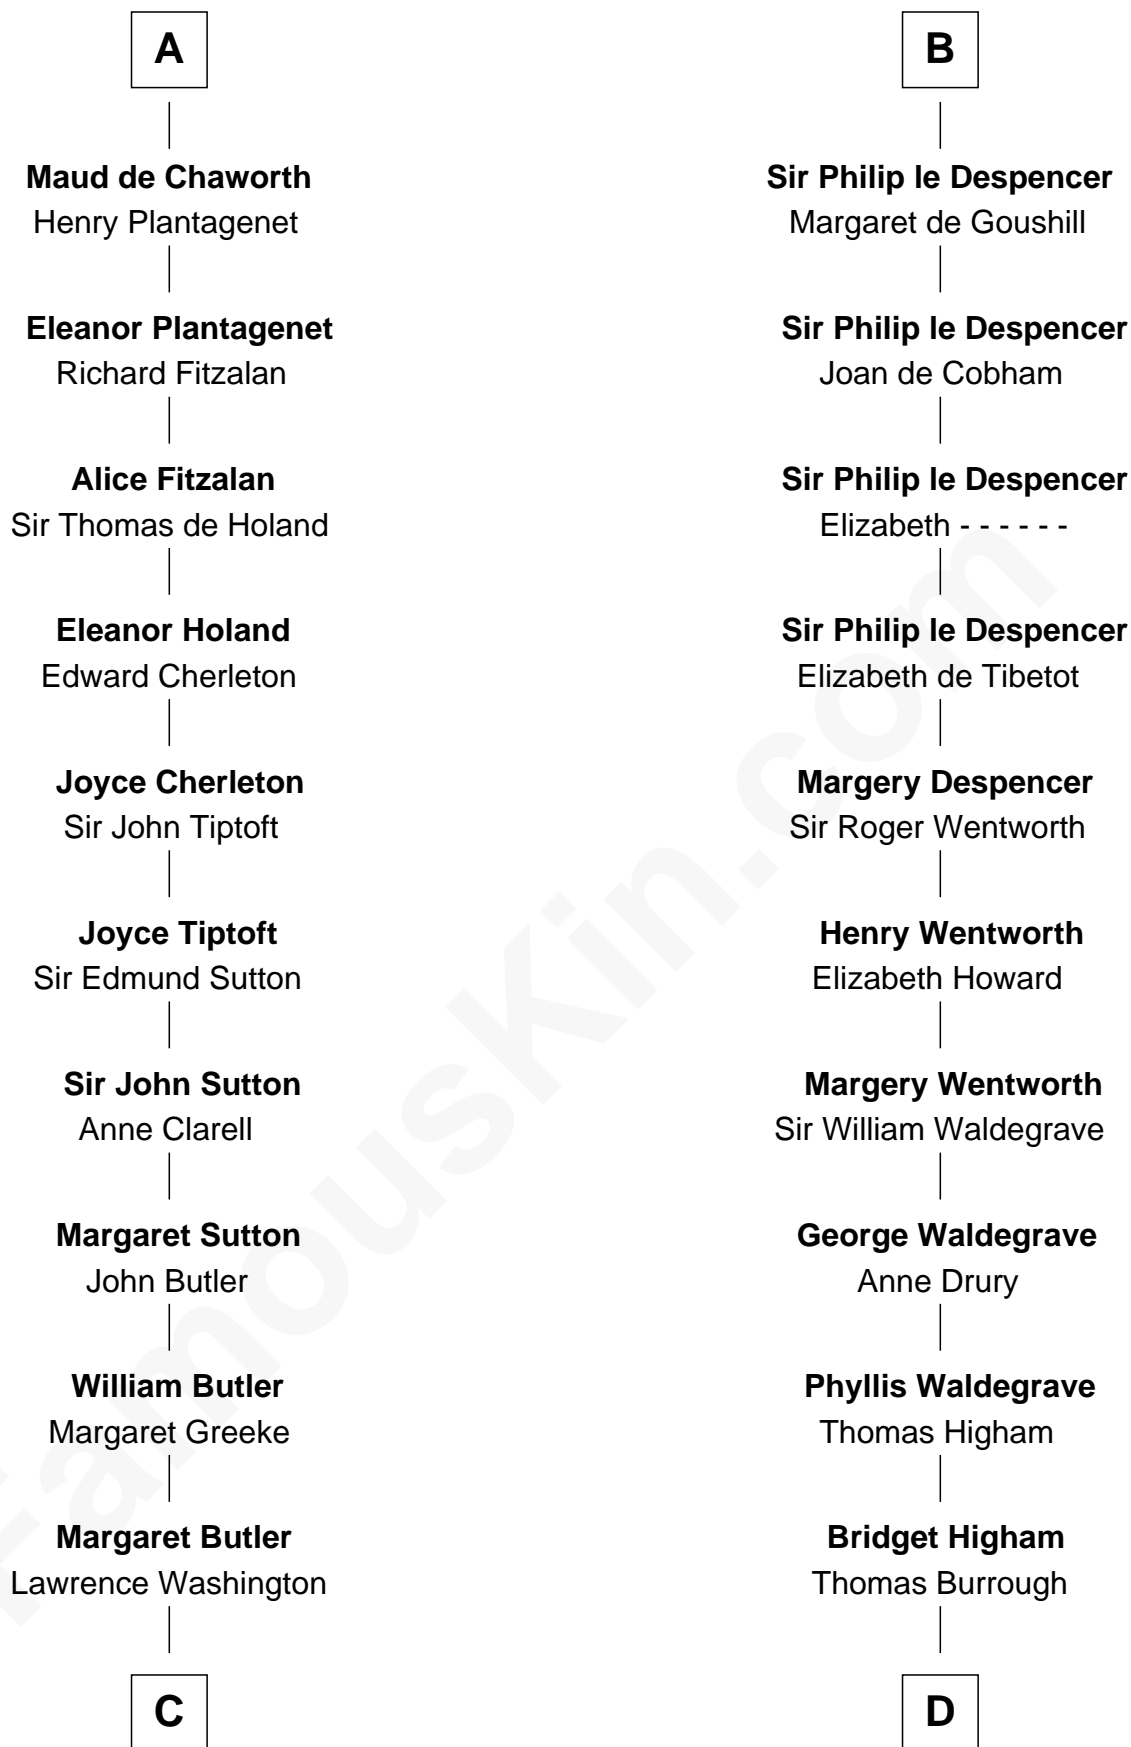 A
Maud de Chaworth
Henry Plantagenet
Eleanor Plantagenet
Richard Fitzalan
Alice Fitzalan
Sir Thomas de Holand
Eleanor Holand
Edward Cherleton
Joyce Cherleton
Sir John Tiptoft
Joyce Tiptoft
Sir Edmund Sutton
Sir John Sutton
Anne Clarell
Margaret Sutton
John Butler
William Butler
Margaret Greeke
Margaret Butler
Lawrence Washington
C
B
Sir Philip le Despencer
Margaret de Goushill
Sir Philip le Despencer
Joan de Cobham
Sir Philip le Despencer
Elizabeth - - - - - -
Sir Philip le Despencer
Elizabeth de Tibetot
Margery Despencer
Sir Roger Wentworth
Henry Wentworth
Elizabeth Howard
Margery Wentworth
Sir William Waldegrave
George Waldegrave
Anne Drury
Phyllis Waldegrave
Thomas Higham
Bridget Higham
Thomas Burrough
D
FamousKin.com